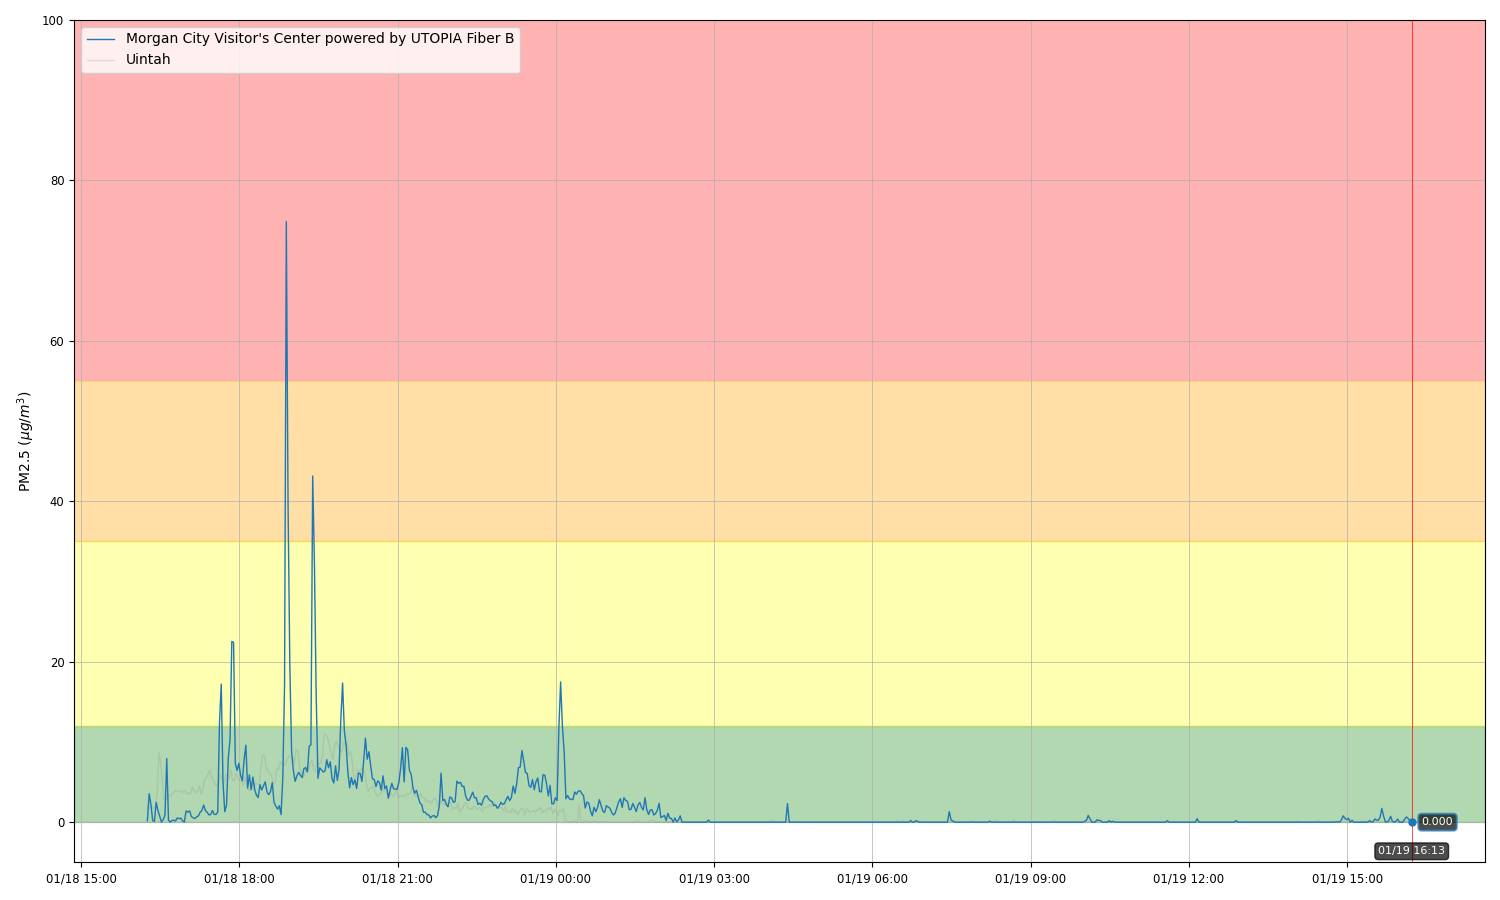 100
80
60
40
20
0
PM2.5 (μg/m³)
Morgan City Visitor's Center powered by UTOPIA Fiber B
Uintah
0.000
01/19 16:13
01/18 15:00 01/18 18:00 01/18 21:00 01/19 00:00 01/19 03:00 01/19 06:00 01/19 09:00 01/19 12:00 01/19 15:00